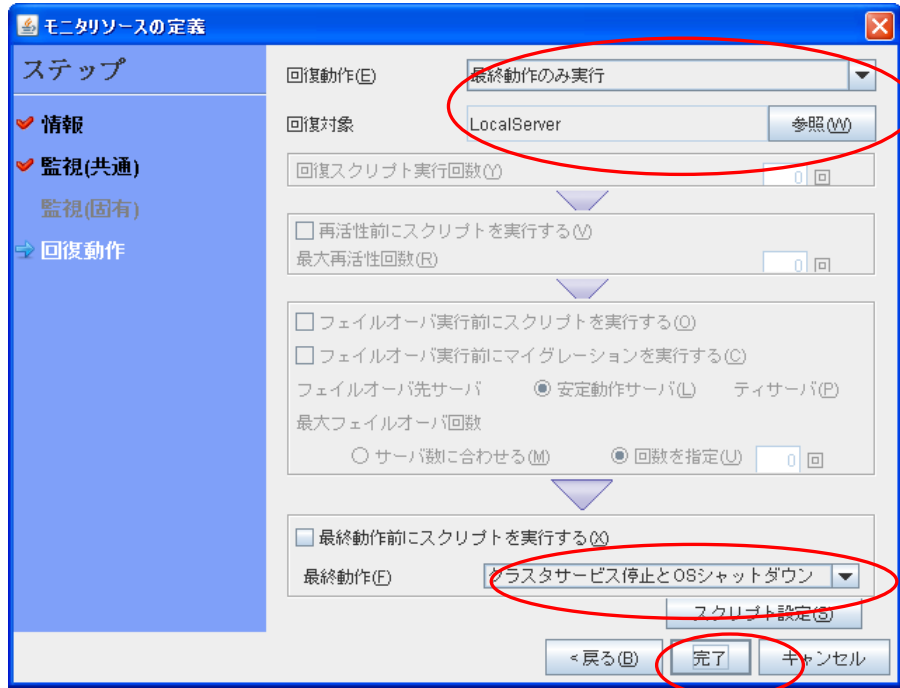 モニタリソースの定義
ステップ
情報
監視(共通)
監視(固有)
回復動作
回復動作(E) 最終動作のみ実行
回復対象 LocalServer 参照(W)
回復スクリプト実行回数(Y) 0 回
再活性前にスクリプトを実行する(V)
最大再活性回数(R) 0 回
フェイルオーバ実行前にスクリプトを実行する(O)
フェイルオーバ実行前にマイグレーションを実行する(C)
フェイルオーバ先サーバ 安定動作サーバ(L) ティサーバ(P)
最大フェイルオーバ回数
サーバ数に合わせる(M) 回数を指定(U) 0 回
最終動作前にスクリプトを実行する(X)
最終動作(F) クラスタサービス停止とOSシャットダウン
スクリプト設定(S)
<戻る(B) 完了 キャンセル